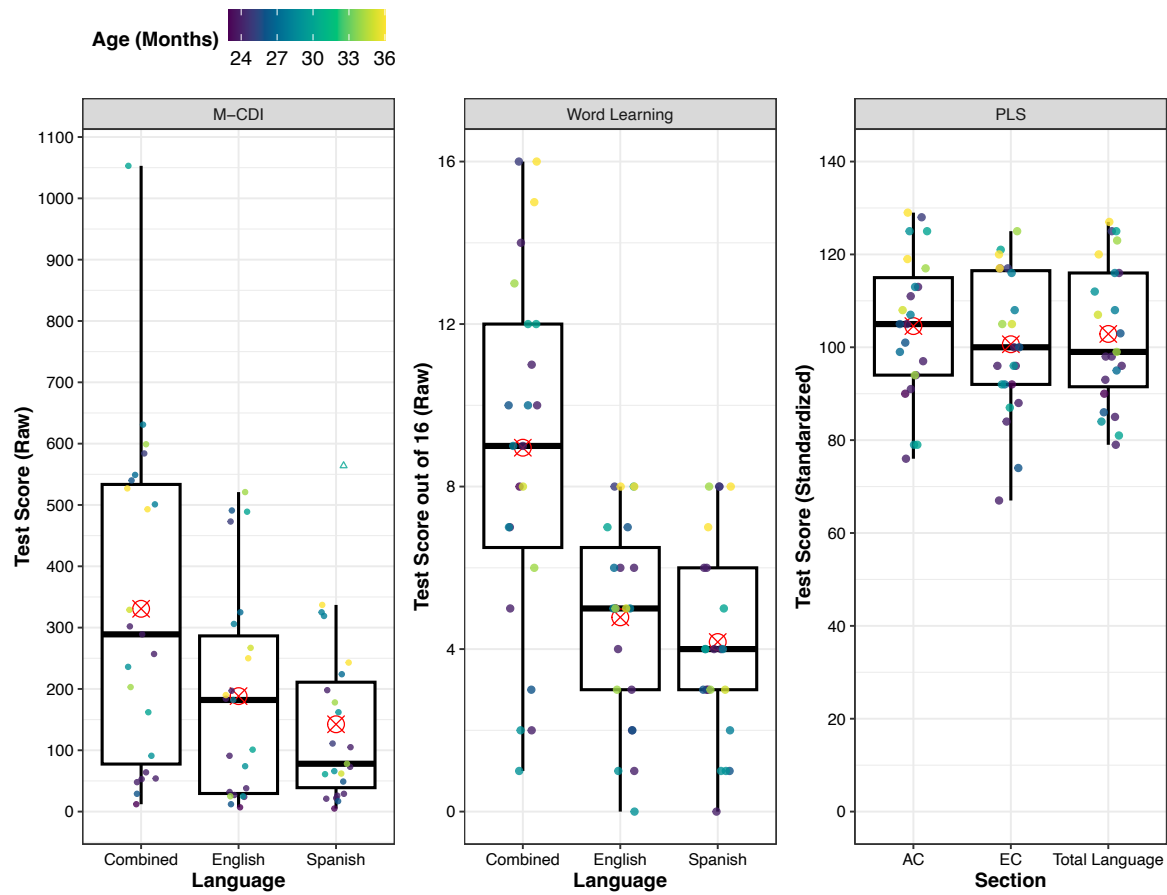 Age (Months)
24 27 30 33 36
M−CDI
Word Learning
PLS
Test Score (Raw)
1100
1000
900
800
700
600
500
400
300
200
100
0
Combined English Spanish
Language
Test Score out of 16 (Raw)
16
12
8
4
0
Combined English Spanish
Language
Test Score (Standardized)
140
120
100
80
60
40
20
0
AC EC Total Language
Section